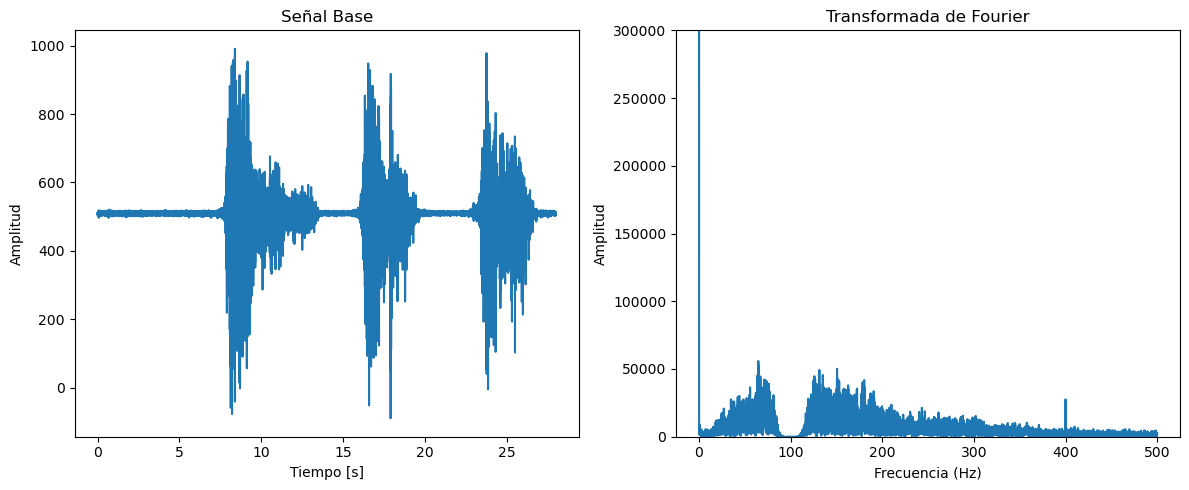 Señal Base
1000
800
600
400
200
0
Amplitud
0 5 10 15 20 25
Tiempo [s]
Transformada de Fourier
300000
250000
200000
150000
100000
50000
0
Amplitud
0 100 200 300 400 500
Frecuencia (Hz)